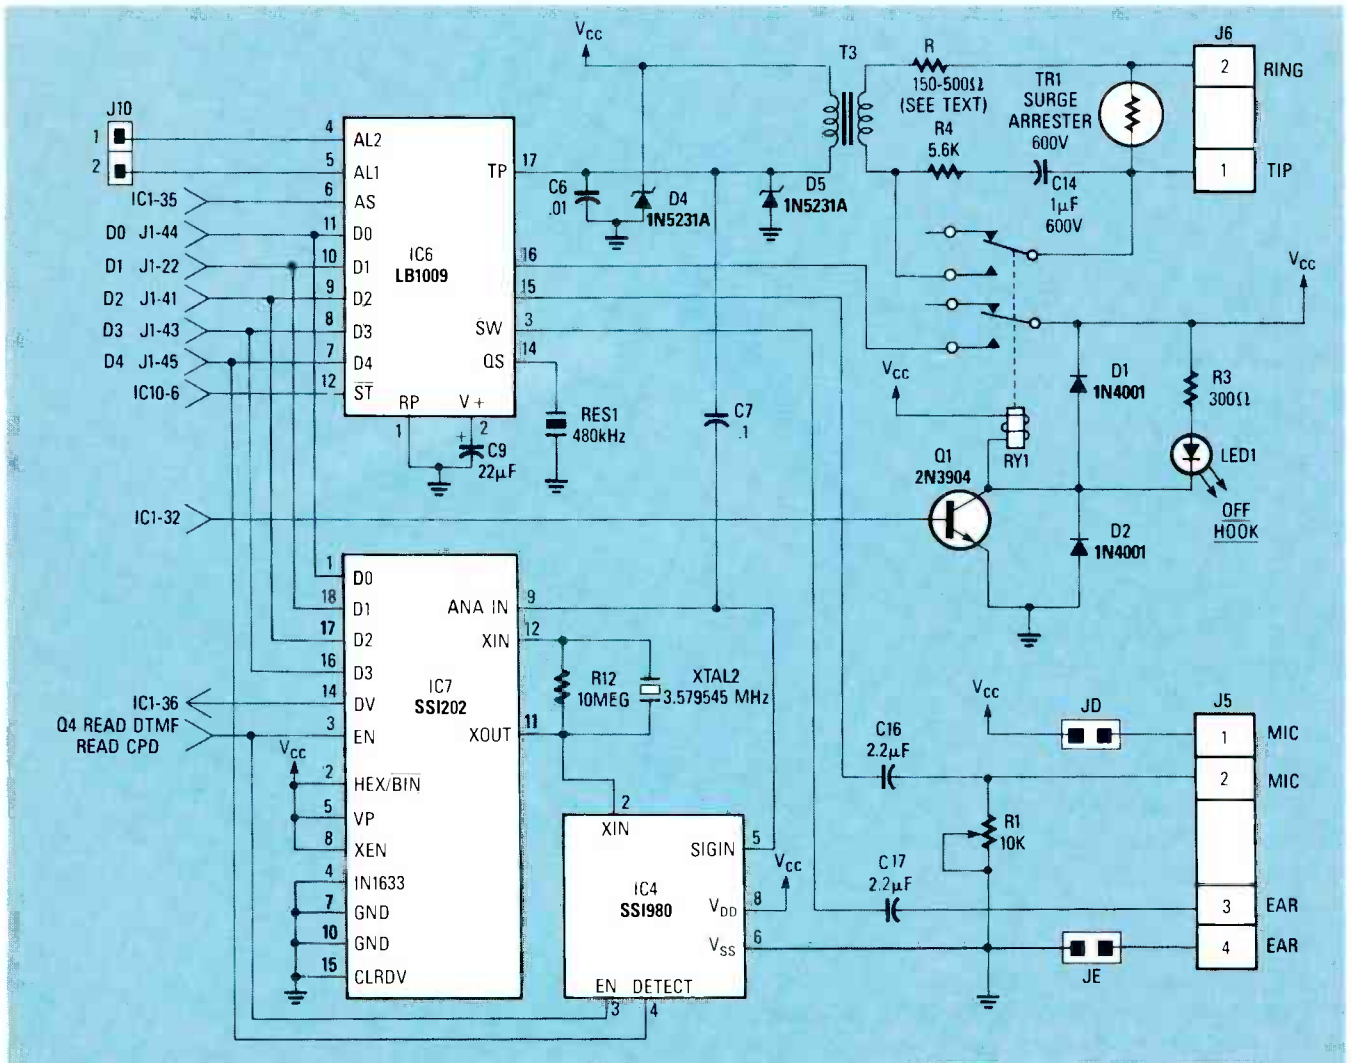 VCC
T3
R
150-500Ω
(SEE TEXT)
R4
5.6K
TR1
SURGE
ARRESTER
600V
C14
1µF
600V
J6
2 RING
1 TIP
J10
1
2
IC1-35
D0 J1-44
D1 J1-22
D2 J1-41
D3 J1-43
D4 J1-45
IC10-6
4 AL2
5 AL1
6 AS
11 D0
10 D1
9 D2
8 D3
7 D4
12 ST
IC6
LB1009
TP 17
16
15
SW 3
QS 14
RP V+
1 2
C6
.01
D4
1N5231A
D5
1N5231A
+
C9
22µF
RES1
480kHz
C7
.1
VCC
VCC
RY1
D1
1N4001
R3
300Ω
LED1
OFF
HOOK
Q1
2N3904
D2
1N4001
IC1-32
1 D0
18 D1
17 D2
16 D3
14 DV
3 EN
2 HEX/BIN
5 VP
8 XEN
4 IN1633
7 GND
10 GND
15 CLRDV
IC7
SSI202
ANA IN 9
XIN 12
XOUT 11
IC1-36
Q4 READ DTMF
READ CPD
VCC
R12
10MEG
XTAL2
3.579545 MHz
2
XIN
SIGIN 5
IC4
SSI980
VDD 8
VSS 6
EN DETECT
3 4
VCC
C16
2.2µF
C17
2.2µF
VCC
JD
R1
10K
JE
J5
1 MIC
2 MIC
3 EAR
4 EAR